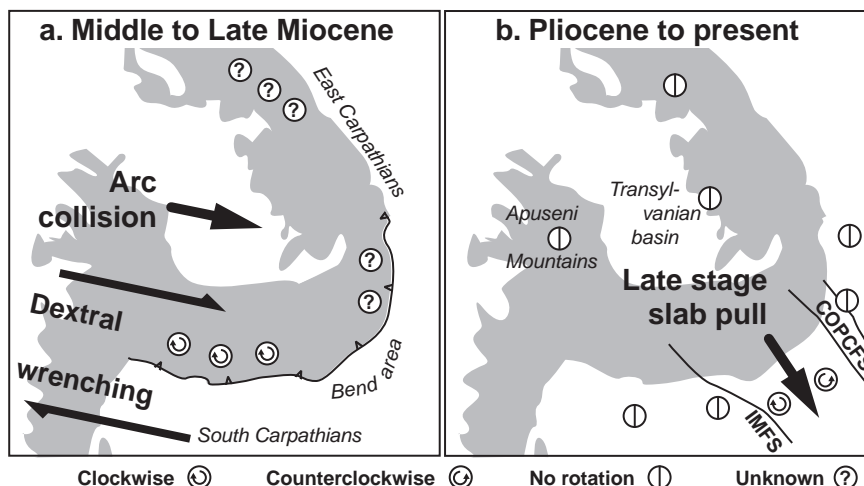 a. Middle to Late Miocene
? ? ?
East Carpathians
Arc
collision
?
?
Dextral
wrenching
Bend area
South Carpathians
b. Pliocene to present
Transyl-
vanian
basin
Apuseni
Mountains
Late stage
slab pull
COPCFS
IMFS
Clockwise
Counterclockwise
No rotation
Unknown ?